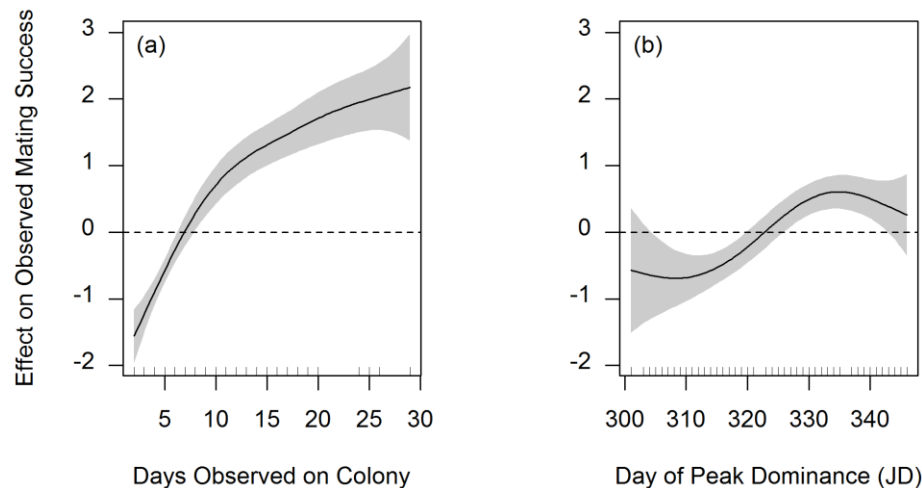 Effect on Observed Mating Success
(a)
3
2
1
0
-1
-2
5 10 15 20 25 30
Days Observed on Colony
(b)
3
2
1
0
-1
-2
300 310 320 330 340
Day of Peak Dominance (JD)